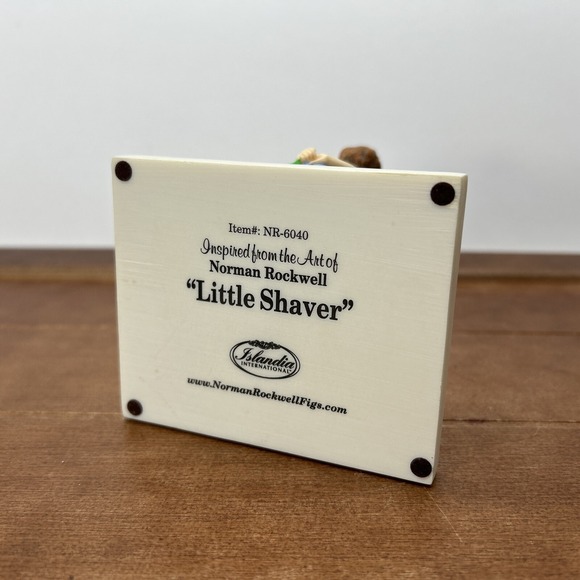 Item#: NR-6040
Inspired from the Art of
Norman Rockwell
“Little Shaver”
Islandia
INTERNATIONAL
www.NormanRockwellFigs.com